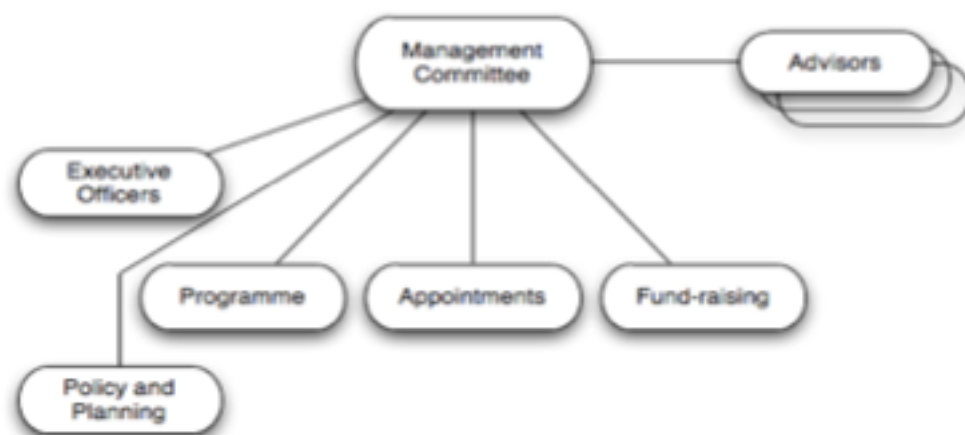 Management
Committee
Advisors
Executive
Officers
Programme
Appointments
Fund-raising
Policy and
Planning